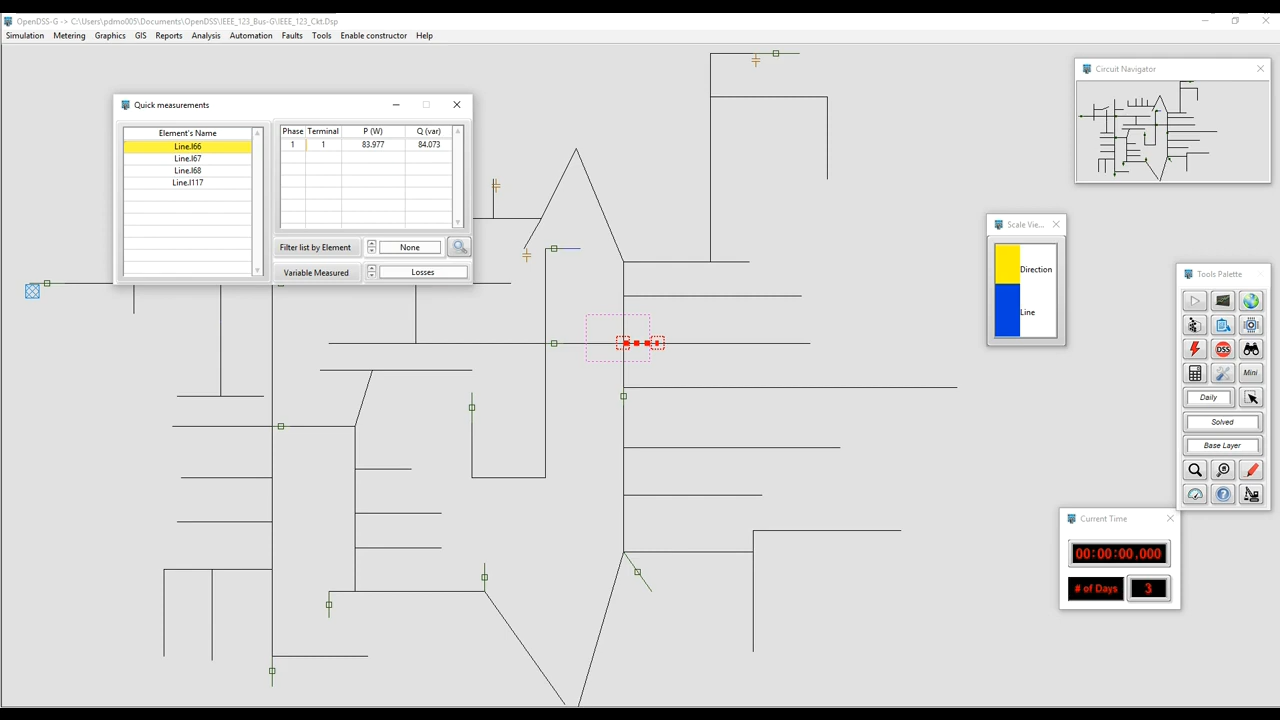 OpenDSS-G -> C:\Users\pdmo005\Documents\OpenDSS\IEEE_123_Bus-G\IEEE_123_Ckt.Dsp
Simulation Metering Graphics GIS Reports Analysis Automation Faults Tools Enable constructor Help
Quick measurements
Element's Name
Line.l66
Line.l67
Line.l68
Line.l117
Phase Terminal P (W) Q (var)
1 1 83.977 84.073
Filter list by Element None
Variable Measured Losses
Circuit Navigator
Scale Vie...
Direction
Line
Tools Palette
DSS
Mini
Daily
Solved
Base Layer
Current Time
00:00:00,000
# of Days 3